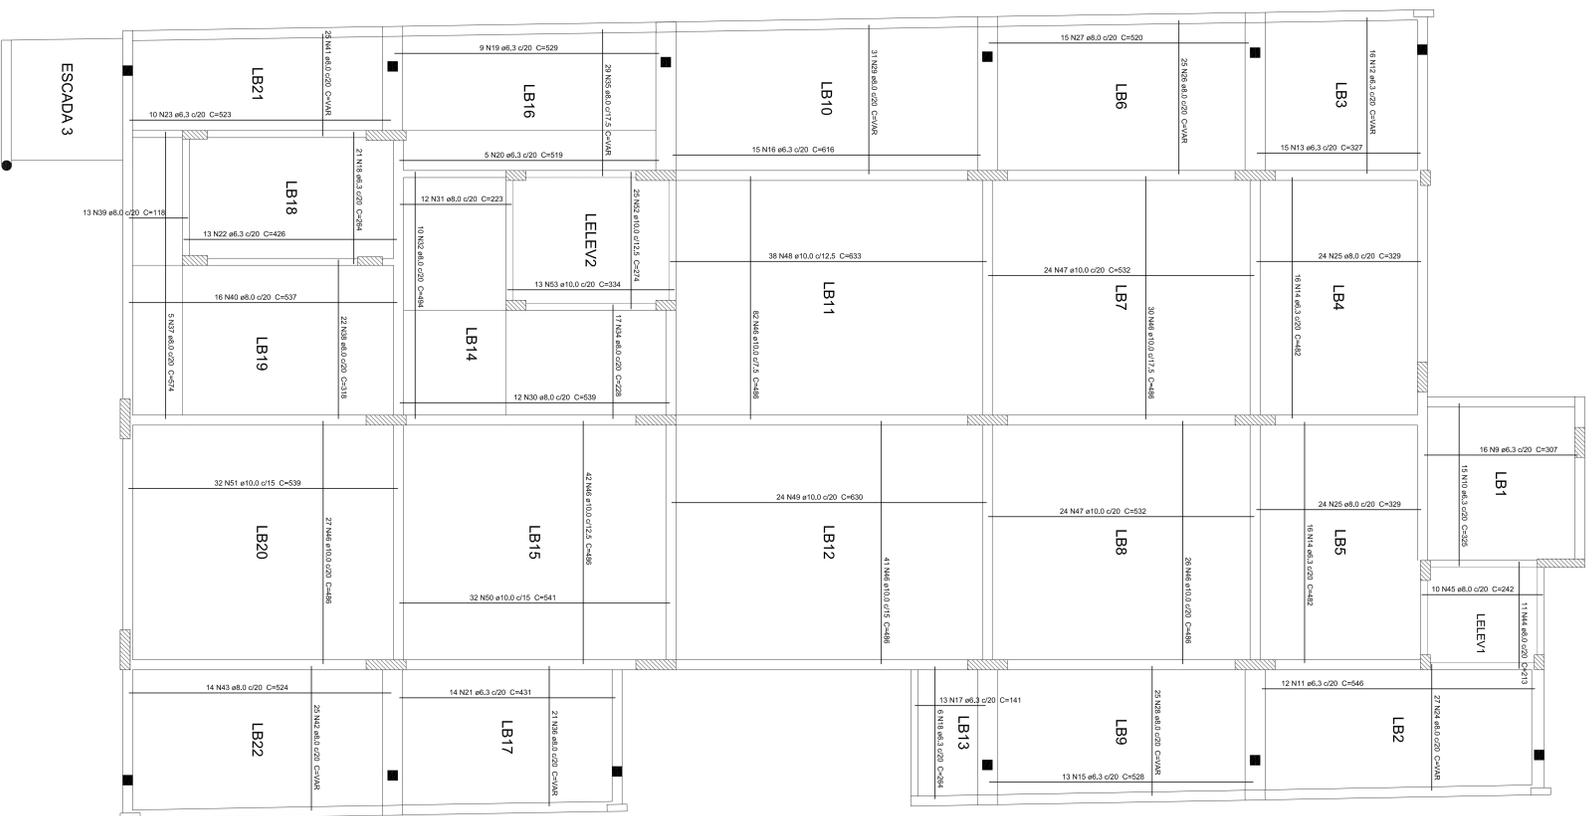 ESCADA 3
LB21
25 N41 ø8.0 c/20 C=VAR
10 N23 ø6.3 c/20 C=523
9 N19 ø6.3 c/20 C=529
LB16
29 N35 ø8.0 c/17.5 C=VAR
5 N20 ø6.3 c/20 C=519
LB10
31 N29 ø8.0 c/20 C=VAR
15 N16 ø6.3 c/20 C=616
15 N27 ø8.0 c/20 C=520
LB6
25 N26 ø8.0 c/20 C=VAR
LB3
16 N12 ø6.3 c/20 C=VAR
15 N13 ø6.3 c/20 C=327
13 N39 ø8.0 c/20 C=118
LB18
21 N18 ø6.3 c/20 C=264
13 N22 ø6.3 c/20 C=426
12 N31 ø8.0 c/20 C=223
10 N32 ø8.0 c/20 C=494
LELEV2
25 N52 ø10.0 c/12.5 C=274
13 N53 ø10.0 c/20 C=334
38 N48 ø10.0 c/12.5 C=633
LB11
82 N46 ø10.0 c/7.5 C=486
24 N47 ø10.0 c/20 C=532
LB7
30 N46 ø10.0 c/17.5 C=486
24 N25 ø8.0 c/20 C=329
LB4
16 N14 ø6.3 c/20 C=482
16 N40 ø8.0 c/20 C=537
5 N37 ø8.0 c/20 C=574
LB19
22 N38 ø8.0 c/20 C=318
LB14
17 N34 ø8.0 c/20 C=228
12 N30 ø8.0 c/20 C=539
32 N51 ø10.0 c/15 C=539
LB20
27 N46 ø10.0 c/20 C=486
LB15
42 N46 ø10.0 c/12.5 C=486
32 N50 ø10.0 c/15 C=541
24 N49 ø10.0 c/20 C=630
LB12
41 N46 ø10.0 c/15 C=486
24 N47 ø10.0 c/20 C=532
LB8
26 N46 ø10.0 c/20 C=486
24 N25 ø8.0 c/20 C=329
LB5
16 N14 ø6.3 c/20 C=482
16 N9 ø6.3 c/20 C=307
LB1
15 N10 ø6.3 c/20 C=325
10 N45 ø8.0 c/20 C=242
LELEV1
11 N44 ø8.0 c/20 C=213
14 N43 ø8.0 c/20 C=524
LB22
25 N42 ø8.0 c/20 C=VAR
14 N21 ø6.3 c/20 C=431
LB17
21 N36 ø8.0 c/20 C=VAR
13 N17 ø6.3 c/20 C=141
6 N18 ø6.3 c/20 C=264
LB13
LB9
25 N28 ø8.0 c/20 C=VAR
13 N15 ø6.3 c/20 C=528
12 N11 ø6.3 c/20 C=546
LB2
27 N24 ø8.0 c/20 C=VAR